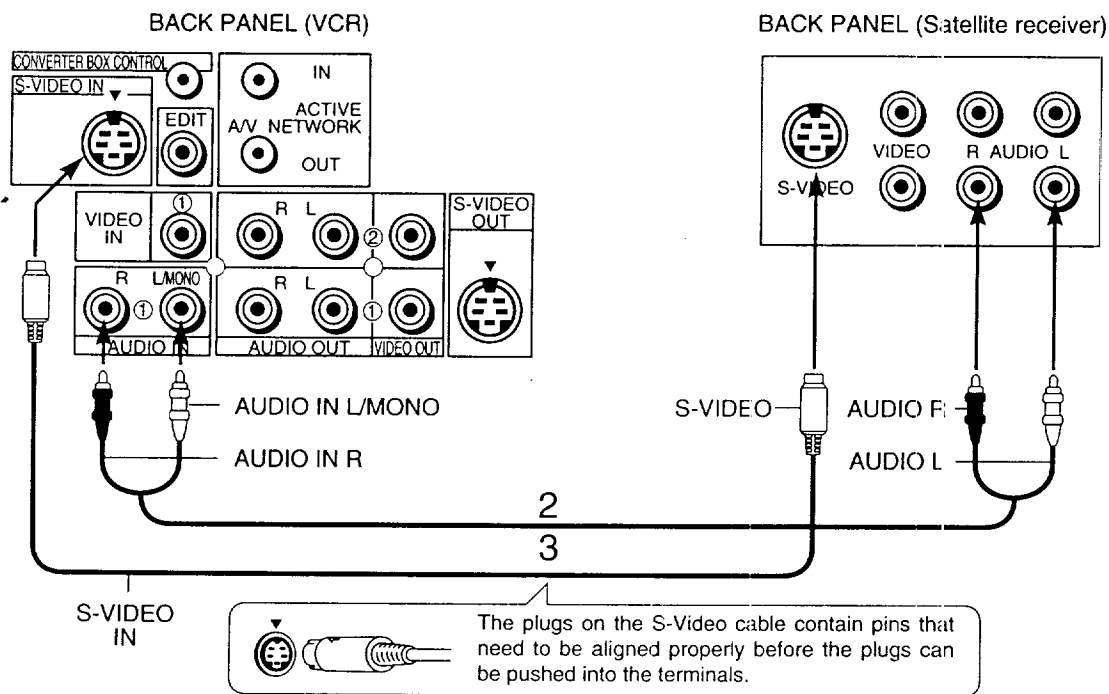 BACK PANEL (VCR)
BACK PANEL (Satellite receiver)
CONVERTER BOX CONTROL
S-VIDEO IN
EDIT
IN
ACTIVE
A/V NETWORK
OUT
VIDEO
IN
①
R L
②
S-VIDEO
OUT
R L/MONO
①
AUDIO IN
R L
①
AUDIO OUT
VIDEO OUT
VIDEO
R AUDIO L
S-VIDEO
AUDIO IN L/MONO
AUDIO IN R
S-VIDEO
AUDIO R
AUDIO L
2
3
S-VIDEO
IN
The plugs on the S-Video cable contain pins that
need to be aligned properly before the plugs can
be pushed into the terminals.